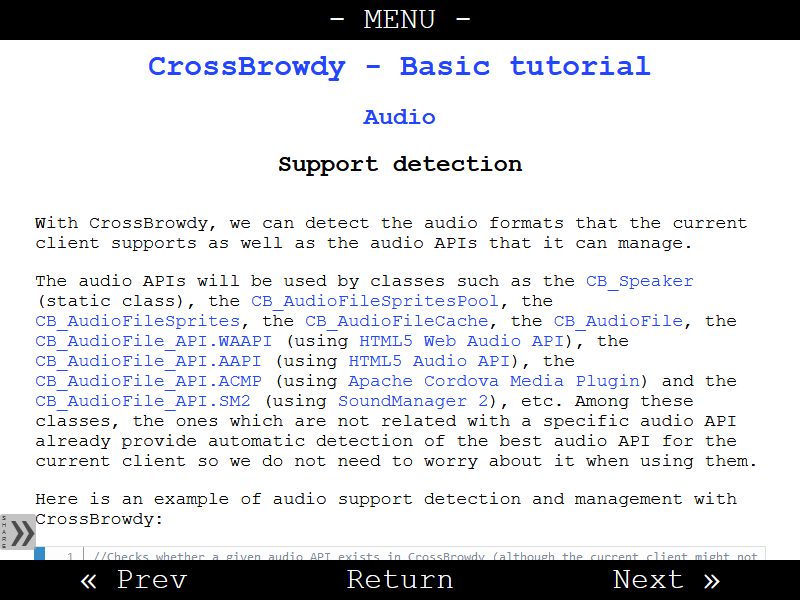 - MENU -
CrossBrowdy - Basic tutorial
Audio
Support detection
With CrossBrowdy, we can detect the audio formats that the current
client supports as well as the audio APIs that it can manage.
The audio APIs will be used by classes such as the CB_Speaker
(static class), the CB_AudioFileSpritesPool, the
CB_AudioFileSprites, the CB_AudioFileCache, the CB_AudioFile, the
CB_AudioFile_API.WAAPI (using HTML5 Web Audio API), the
CB_AudioFile_API.AAPI (using HTML5 Audio API), the
CB_AudioFile_API.ACMP (using Apache Cordova Media Plugin) and the
CB_AudioFile_API.SM2 (using SoundManager 2), etc. Among these
classes, the ones which are not related with a specific audio API
already provide automatic detection of the best audio API for the
current client so we do not need to worry about it when using them.
Here is an example of audio support detection and management with
CrossBrowdy:
SHARE »
1 //Checks whether a given audio API exists in CrossBrowdy (although the current client might not
« Prev Return Next »